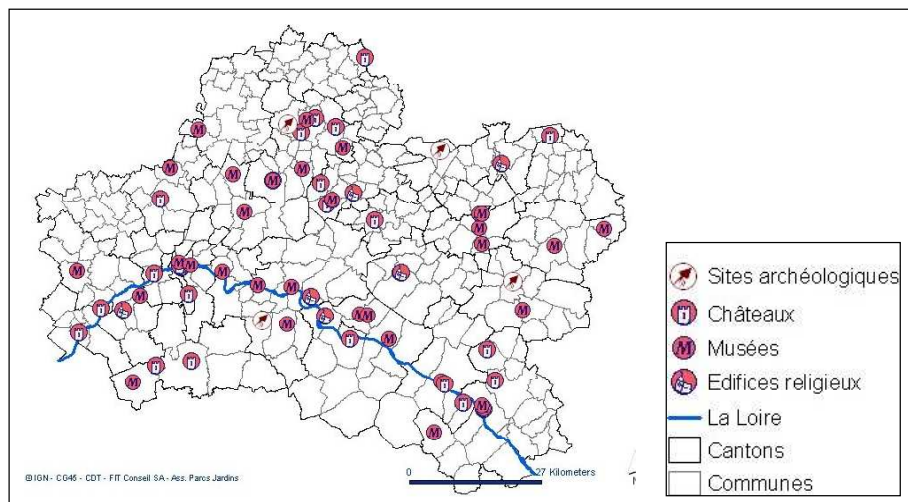 Sites archéologiques
Châteaux
Musées
Edifices religieux
La Loire
Cantons
Communes
©IGN - CG45 - CDT - FIT Conseil SA - Ass. Parcs Jardins
0 27 Kilometers